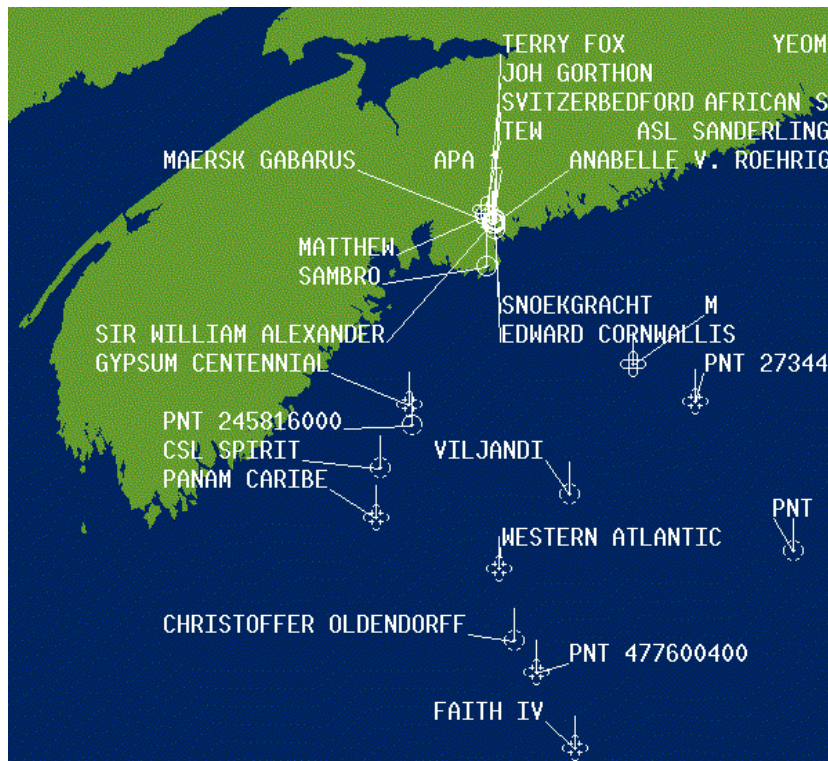 TERRY FOX YEOM
JOH GORTHON
SVITZERBEDFORD AFRICAN S
TEW ASL SANDERLING
MAERSK GABARUS APA 1 ANABELLE V. ROEHRIG
MATTHEW
SAMBRO
SNOEKGRACHT M
SIR WILLIAM ALEXANDER EDWARD CORNWALLIS
GYPSUM CENTENNIAL PNT 27344
PNT 245816000
CSL SPIRIT VILJANDI
PANAM CARIBE
PNT
WESTERN ATLANTIC
CHRISTOFFER OLDENDORFF
PNT 477600400
FAITH IV